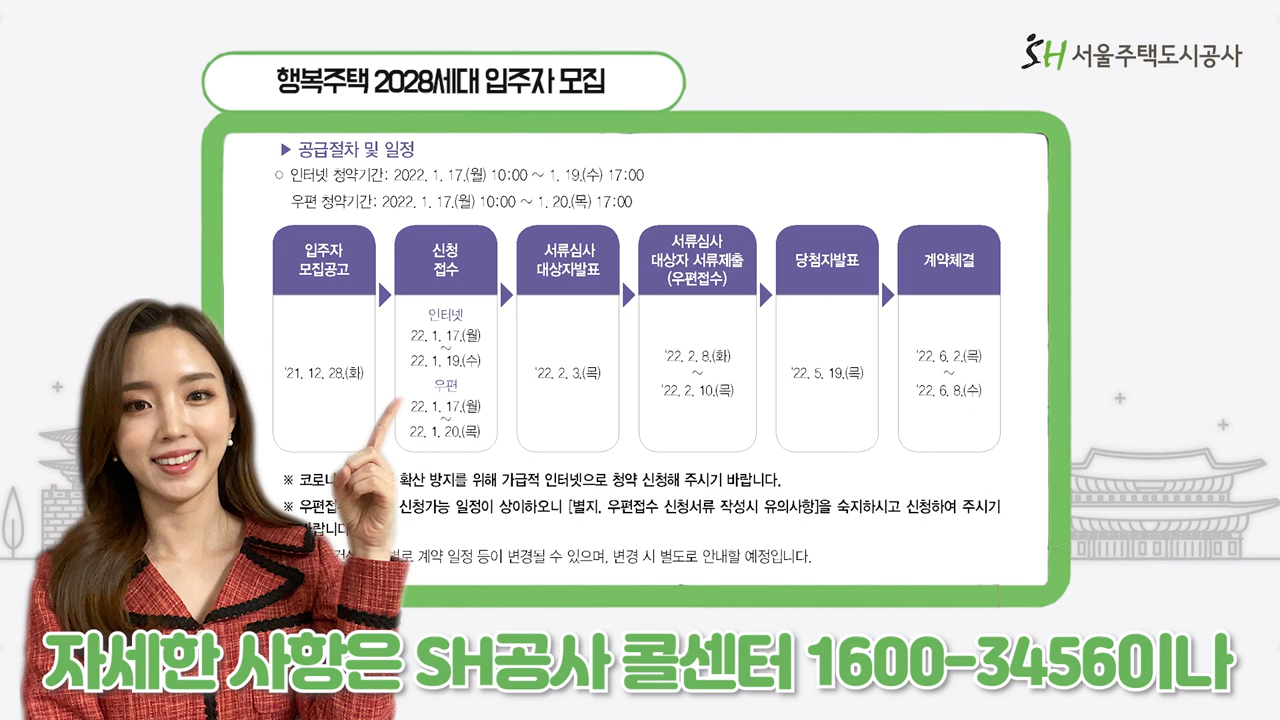 SH 서울주택도시공사
행복주택 2028세대 입주자 모집
▶ 공급절차 및 일정
○ 인터넷 청약기간: 2022. 1. 17.(월) 10:00 ~ 1. 19.(수) 17:00
우편 청약기간: 2022. 1. 17.(월) 10:00 ~ 1. 20.(목) 17:00
입주자
모집공고
'21. 12. 28.(화)
신청
접수
인터넷
22. 1. 17.(월)
~
22. 1. 19.(수)
우편
22. 1. 17.(월)
~
22. 1. 20.(목)
서류심사
대상자발표
'22. 2. 3.(목)
서류심사
대상자 서류제출
(우편접수)
'22. 2. 8.(화)
~
'22. 2. 10.(목)
당첨자발표
'22. 5. 19.(목)
계약체결
'22. 6. 2.(목)
~
'22. 6. 8.(수)
※ 코로나 확산 방지를 위해 가급적 인터넷으로 청약 신청해 주시기 바랍니다.
※ 우편접 신청가능 일정이 상이하오니 [별지. 우편접수 신청서류 작성시 유의사항]을 숙지하시고 신청하여 주시기
바랍니다
계약 일정 등이 변경될 수 있으며, 변경 시 별도로 안내할 예정입니다.
자세한 사항은 SH공사 콜센터 1600-3456이나